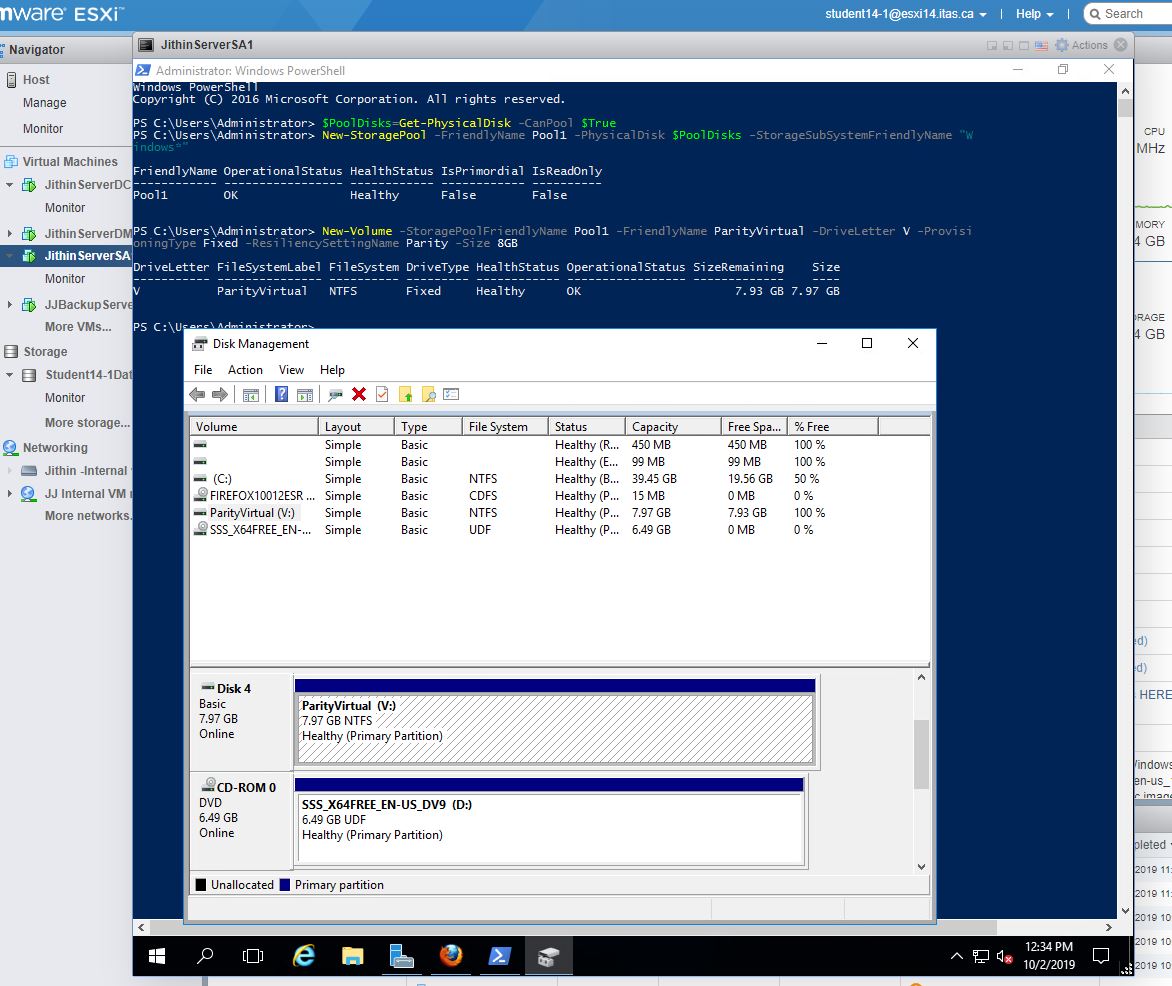 mware® ESXi™
student14-1@esxi14.itas.ca
Help
Search
Navigator
Host
Manage
Monitor
Virtual Machines
JithinServerDC
Monitor
JithinServerDM
JithinServerSA
Monitor
JJBackupServe
More VMs...
Storage
Student14-1Dat
Monitor
More storage...
Networking
Jithin -Internal
JJ Internal VM
More networks.
JithinServerSA1
Actions
Administrator: Windows PowerShell
Windows PowerShell
Copyright (C) 2016 Microsoft Corporation. All rights reserved.
PS C:\Users\Administrator> $PoolDisks=Get-PhysicalDisk -CanPool $True
PS C:\Users\Administrator> New-StoragePool -FriendlyName Pool1 -PhysicalDisk $PoolDisks -StorageSubSystemFriendlyName "W
indows*"
FriendlyName OperationalStatus HealthStatus IsPrimordial IsReadOnly
------------ ----------------- ------------ ------------ ----------
Pool1 OK Healthy False False
PS C:\Users\Administrator> New-Volume -StoragePoolFriendlyName Pool1 -FriendlyName ParityVirtual -DriveLetter V -Provisi
oningType Fixed -ResiliencySettingName Parity -Size 8GB
DriveLetter FileSystemLabel FileSystem DriveType HealthStatus OperationalStatus SizeRemaining Size
----------- --------------- ---------- --------- ------------ ----------------- ------------- ----
V ParityVirtual NTFS Fixed Healthy OK 7.93 GB 7.97 GB
PS C:\Users\Administrator>
Disk Management
File Action View Help
Volume Layout Type File System Status Capacity Free Spa... % Free
Simple Basic Healthy (R... 450 MB 450 MB 100 %
Simple Basic Healthy (E... 99 MB 99 MB 100 %
(C:) Simple Basic NTFS Healthy (B... 39.45 GB 19.56 GB 50 %
FIREFOX10012ESR ... Simple Basic CDFS Healthy (P... 15 MB 0 MB 0 %
ParityVirtual (V:) Simple Basic NTFS Healthy (P... 7.97 GB 7.93 GB 100 %
SSS_X64FREE_EN-... Simple Basic UDF Healthy (P... 6.49 GB 0 MB 0 %
Disk 4
Basic
7.97 GB
Online
ParityVirtual (V:)
7.97 GB NTFS
Healthy (Primary Partition)
CD-ROM 0
DVD
6.49 GB
Online
SSS_X64FREE_EN-US_DV9 (D:)
6.49 GB UDF
Healthy (Primary Partition)
Unallocated Primary partition
12:34 PM
10/2/2019
CPU
MHz
MORY
4 GB
RAGE
4 GB
ed)
ed)
HERE
indows
en-us_
c image
pleted
2019 11:
2019 11:
2019 10
2019 10
2019 10